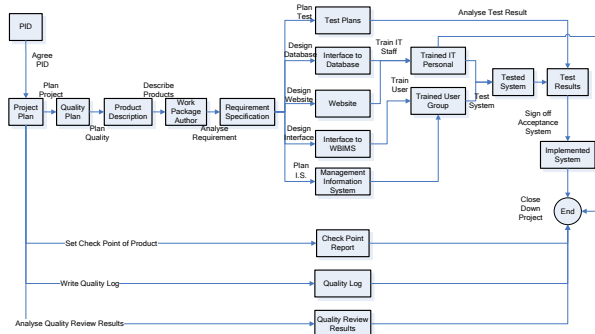 PID
Agree
PID
Plan
Project
Project
Plan
Quality
Plan
Plan
Quality
Describe
Products
Product
Description
Work
Package
Author
Analyse
Requirement
Requirement
Specification
Plan
Test
Test Plans
Analyse Test Result
Design
Database
Interface to
Database
Train IT
Staff
Trained IT
Personal
Design
Website
Website
Train
User
Trained User
Group
Test
System
Tested
System
Test
Results
Design
Interface
Interface to
WBIMS
Plan
I.S.
Management
Information
System
Sign off
Acceptance
System
Implemented
System
Close
Down
Project
End
Set Check Point of Product
Check Point
Report
Write Quality Log
Quality Log
Analyse Quality Review Results
Quality Review
Results